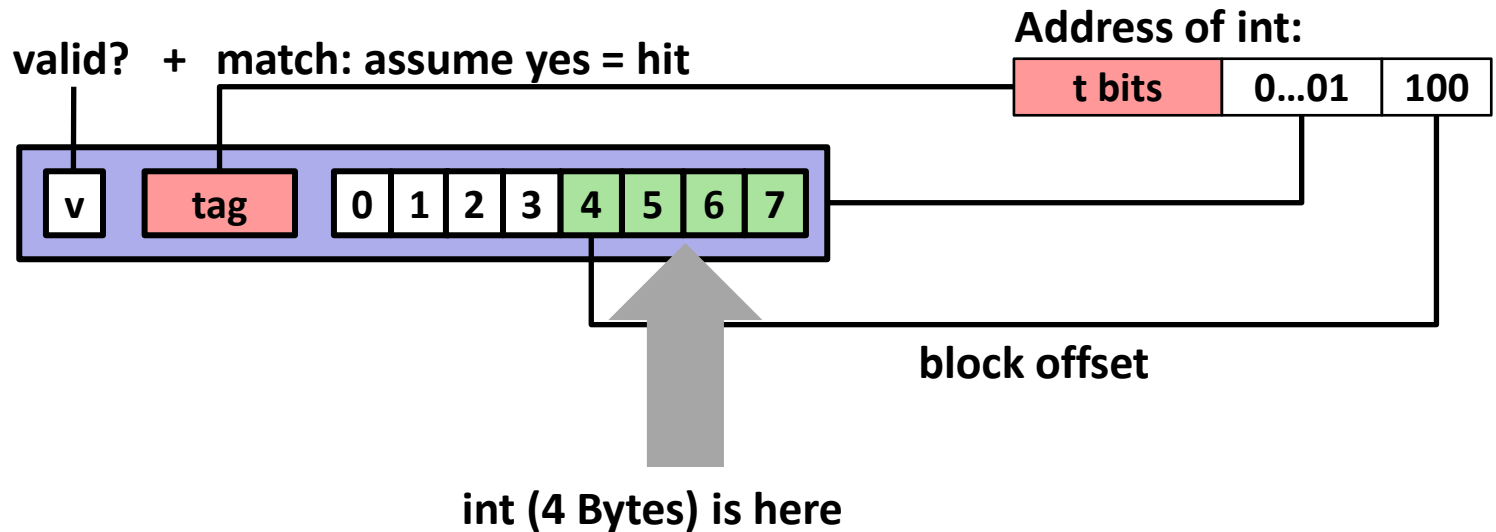 Address of int:
valid? + match: assume yes = hit
t bits 0...01 100
v tag 0 1 2 3 4 5 6 7
block offset
int (4 Bytes) is here